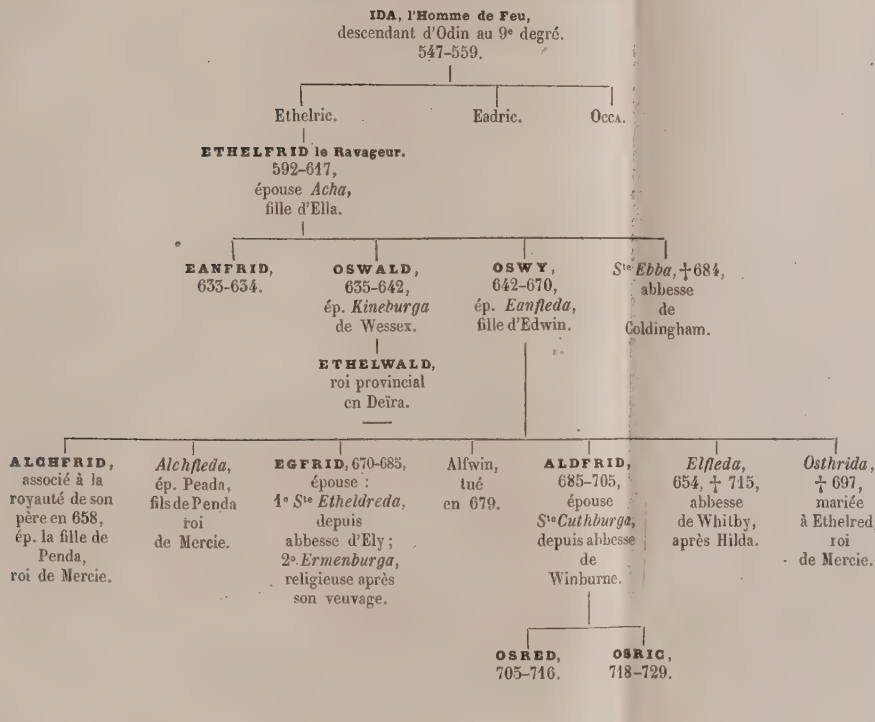 IDA, l'Homme de Feu,
descendant d'Odin au 9e degré.
547-559.
Ethelric.
Eadric.
Occa.
ETHELFRID le Ravageur.
592-617,
épouse Acha,
fille d'Ella.
EANFRID,
633-634.
OSWALD,
635-642,
ép. Kineburga
de Wessex.
OSWY,
642-670,
ép. Eanfleda,
fille d'Edwin.
Ste Ebba, † 684,
abbesse
de
Coldingham.
ETHELWALD,
roi provincial
en Deïra.
ALCHFRID,
associé à la
royauté de son
père en 658,
ép. la fille de
Penda,
roi de Mercie.
Alchfleda,
ép. Peada,
fils de Penda
roi
de Mercie.
EGFRID, 670-685,
épouse :
1o Ste Etheldreda,
depuis
abbesse d'Ely ;
2o Ermenburga,
religieuse après
son veuvage.
Alfwin,
tué
en 679.
ALDFRID,
685-705,
épouse
Ste Cuthburga,
depuis abbesse
de
Winburne.
Elfleda,
654, † 715,
abbesse
de Whitby,
après Hilda.
Osthrida,
† 697,
mariée
à Ethelred,
roi
de Mercie.
OSRED,
705-716.
OSRIC,
718-729.